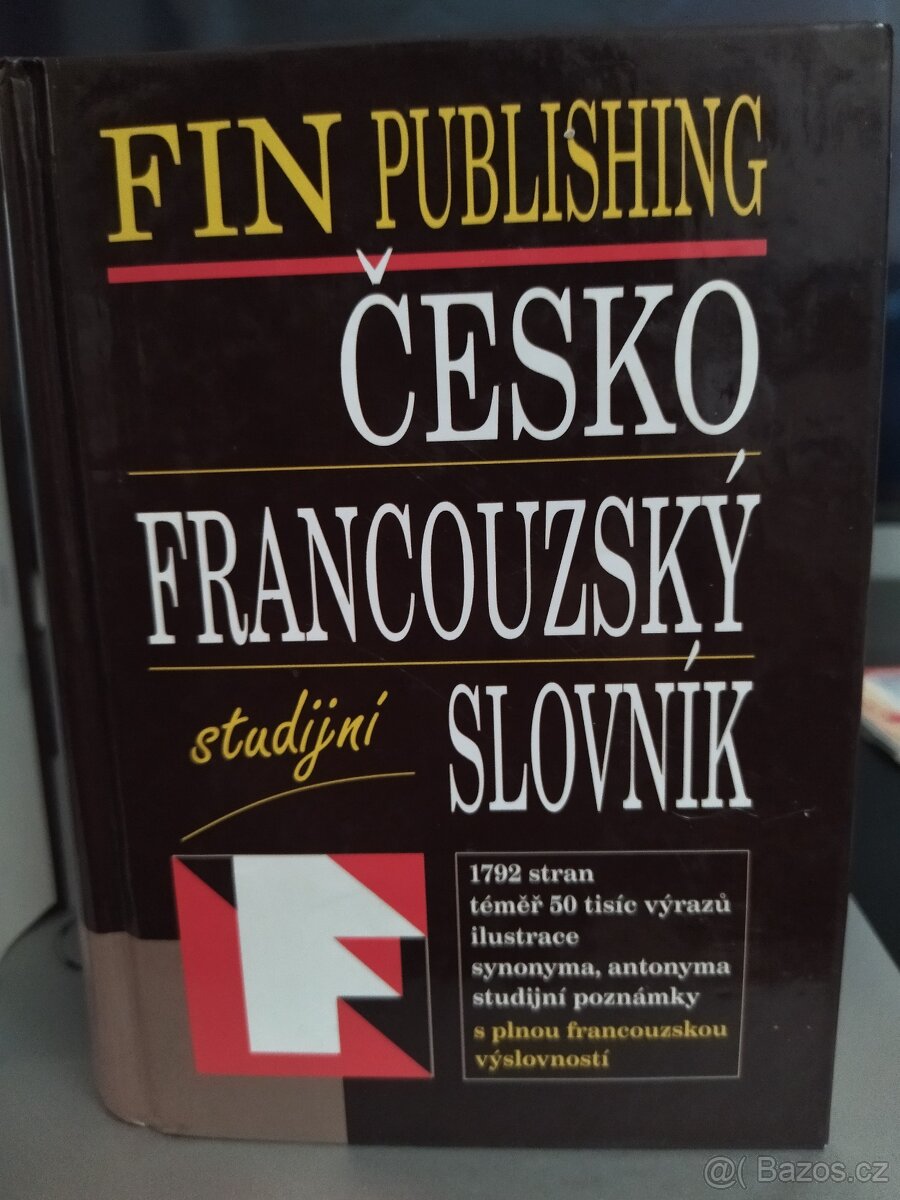 FIN PUBLISHING
ČESKO
FRANCOUZSKÝ
studijní SLOVNÍK
1792 stran
téměř 50 tisíc výrazů
ilustrace
synonyma, antonyma
studijní poznámky
s plnou francouzskou
výslovností
@( Bazos.cz